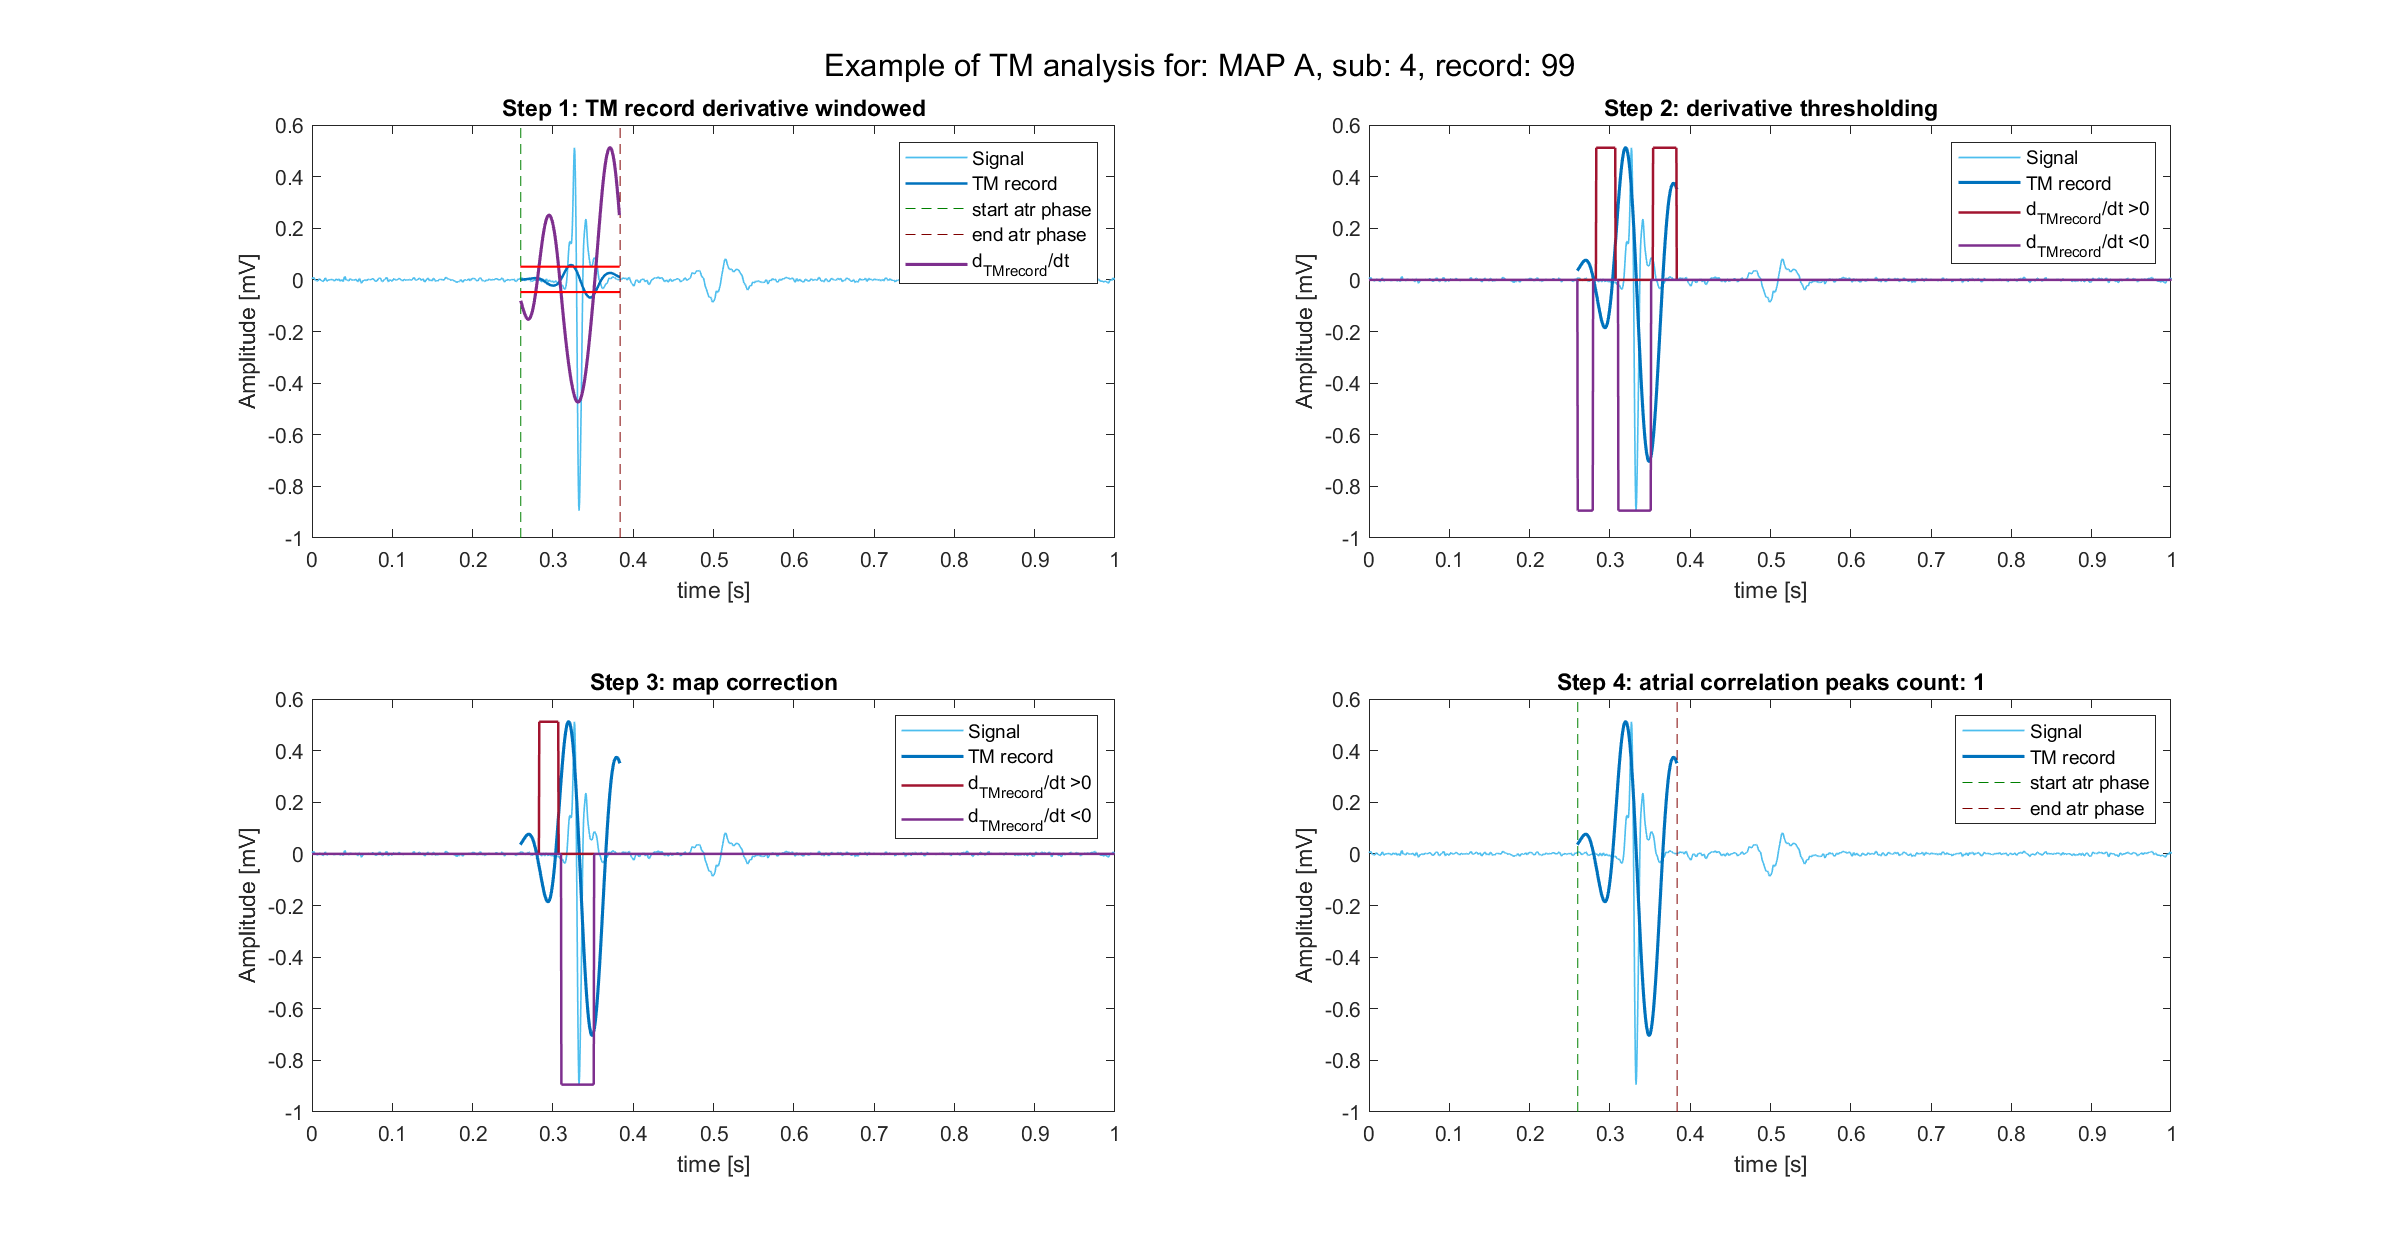 Example of TM analysis for: MAP A, sub: 4, record: 99
Step 1: TM record derivative windowed
0.6
0.4
0.2
0
-0.2
-0.4
-0.6
-0.8
-1
Amplitude [mV]
Signal
TM record
start atr phase
end atr phase
dTMrecord/dt
0 0.1 0.2 0.3 0.4 0.5 0.6 0.7 0.8 0.9 1
time [s]
Step 2: derivative thresholding
0.6
0.4
0.2
0
-0.2
-0.4
-0.6
-0.8
-1
Amplitude [mV]
Signal
TM record
dTMrecord/dt >0
dTMrecord/dt <0
0 0.1 0.2 0.3 0.4 0.5 0.6 0.7 0.8 0.9 1
time [s]
Step 3: map correction
0.6
0.4
0.2
0
-0.2
-0.4
-0.6
-0.8
-1
Amplitude [mV]
Signal
TM record
dTMrecord/dt >0
dTMrecord/dt <0
0 0.1 0.2 0.3 0.4 0.5 0.6 0.7 0.8 0.9 1
time [s]
Step 4: atrial correlation peaks count: 1
0.6
0.4
0.2
0
-0.2
-0.4
-0.6
-0.8
-1
Amplitude [mV]
Signal
TM record
start atr phase
end atr phase
0 0.1 0.2 0.3 0.4 0.5 0.6 0.7 0.8 0.9 1
time [s]